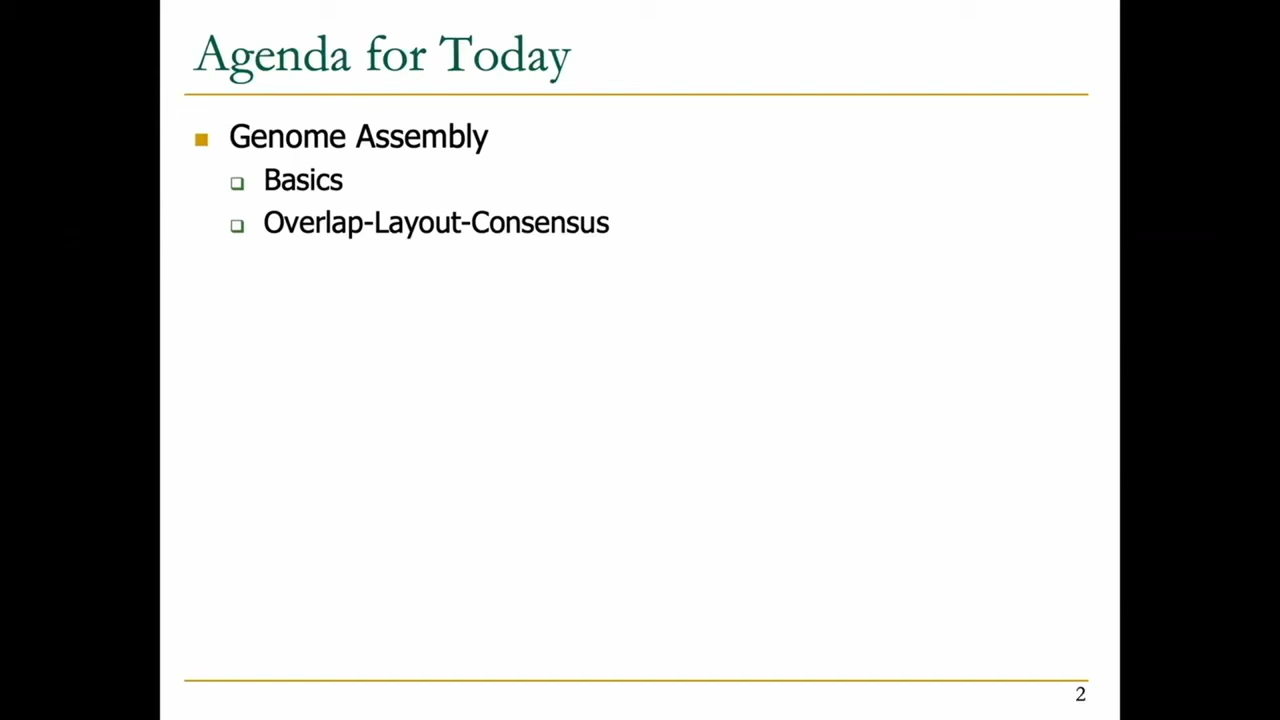 Agenda for Today
Genome Assembly
Basics
Overlap-Layout-Consensus
2